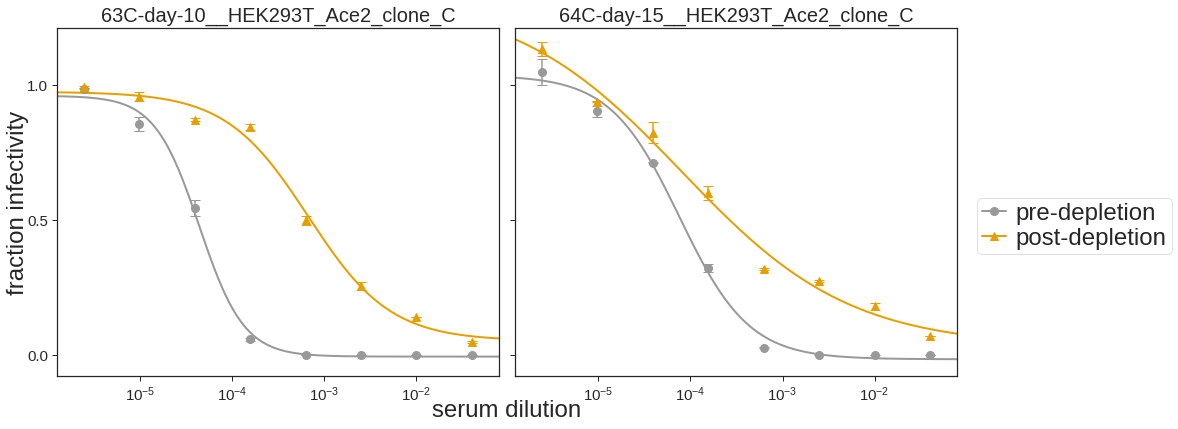 63C-day-10__HEK293T_Ace2_clone_C
64C-day-15__HEK293T_Ace2_clone_C
fraction infectivity
1.0
0.5
0.0
10⁻⁵
10⁻⁴
10⁻³
10⁻²
10⁻⁵
10⁻⁴
10⁻³
10⁻²
serum dilution
pre-depletion
post-depletion